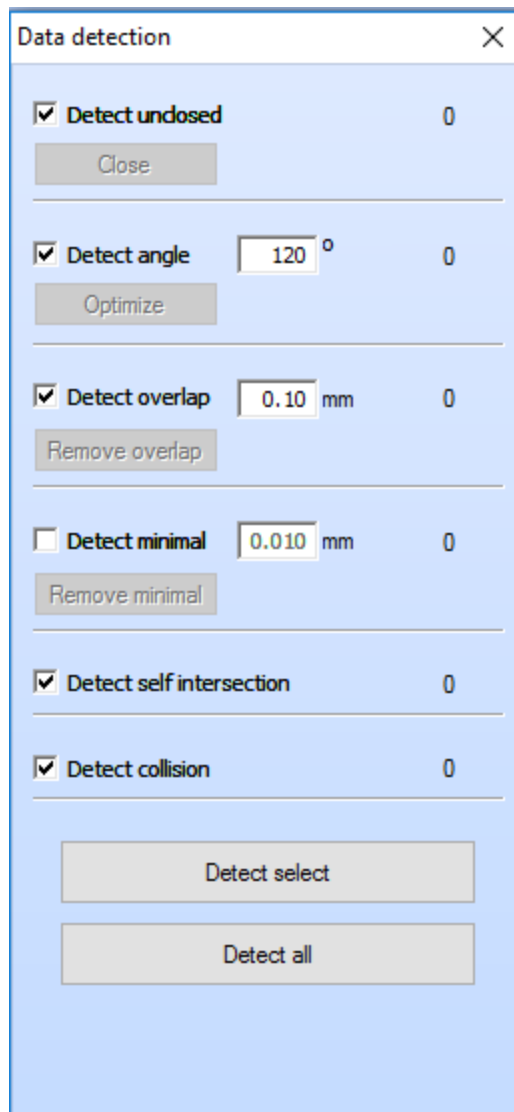 Data detection
Detect unclosed 0
Close
Detect angle 120 ° 0
Optimize
Detect overlap 0.10 mm 0
Remove overlap
Detect minimal 0.010 mm 0
Remove minimal
Detect self intersection 0
Detect collision 0
Detect select
Detect all